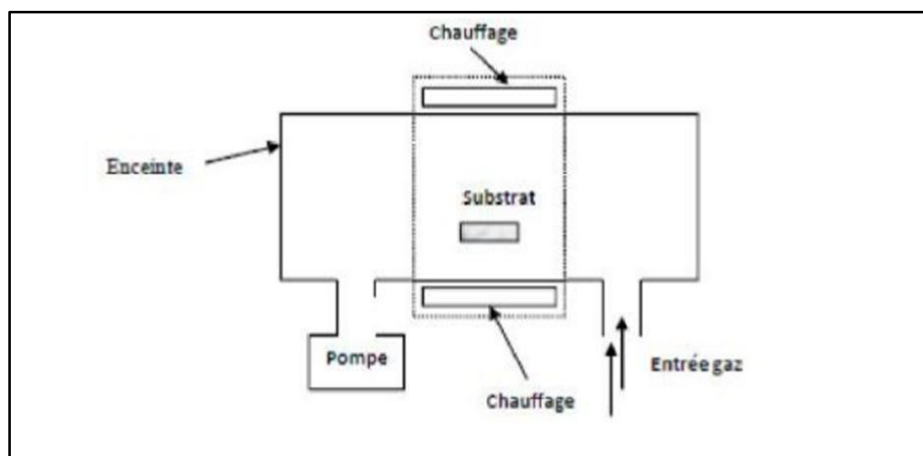 Chauffage
Enceinte
Substrat
Pompe
Entrée gaz
Chauffage